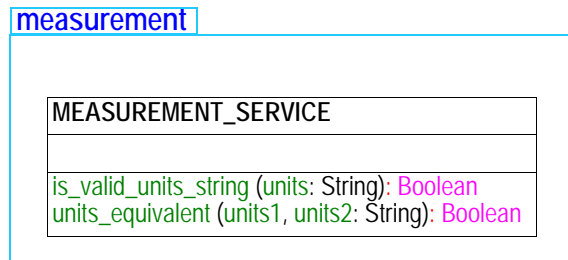 measurement
MEASUREMENT_SERVICE
is_valid_units_string (units: String): Boolean
units_equivalent (units1, units2: String): Boolean